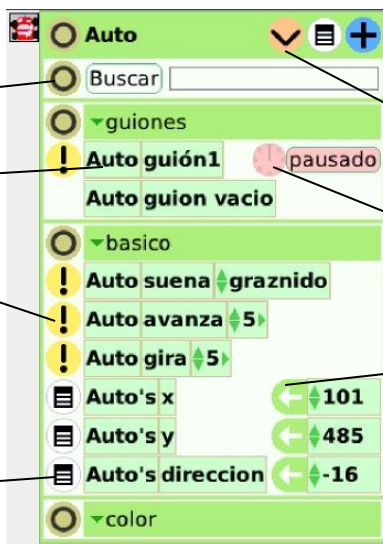 Auto
Buscar
guiones
Auto guión1 pausado
Auto guion vacio
basico
Auto suena graznido
Auto avanza 5
Auto gira 5
Auto's x 101
Auto's y 485
Auto's direccion -16
color